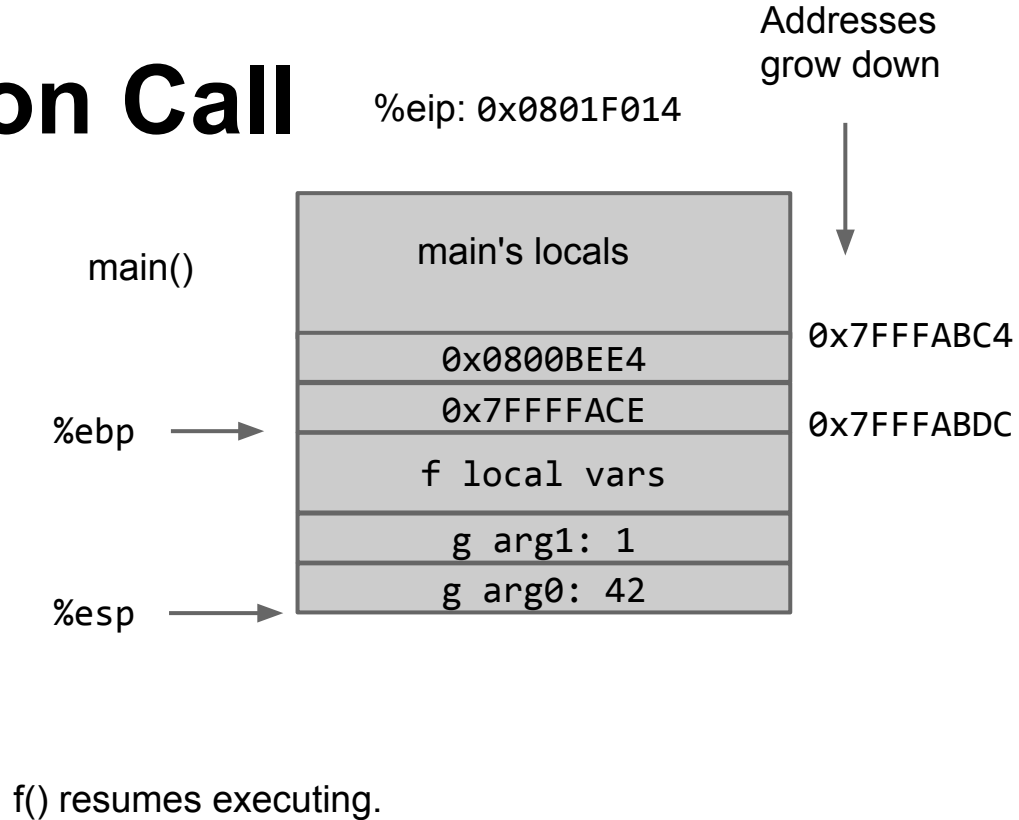 Addresses
grow down
on Call
%eip: 0x0801F014
main's locals
main()
0x7FFFABC4
0x0800BEE4
0x7FFFFACE
%ebp
0x7FFFABDC
f local vars
g arg1: 1
g arg0: 42
%esp
f() resumes executing.